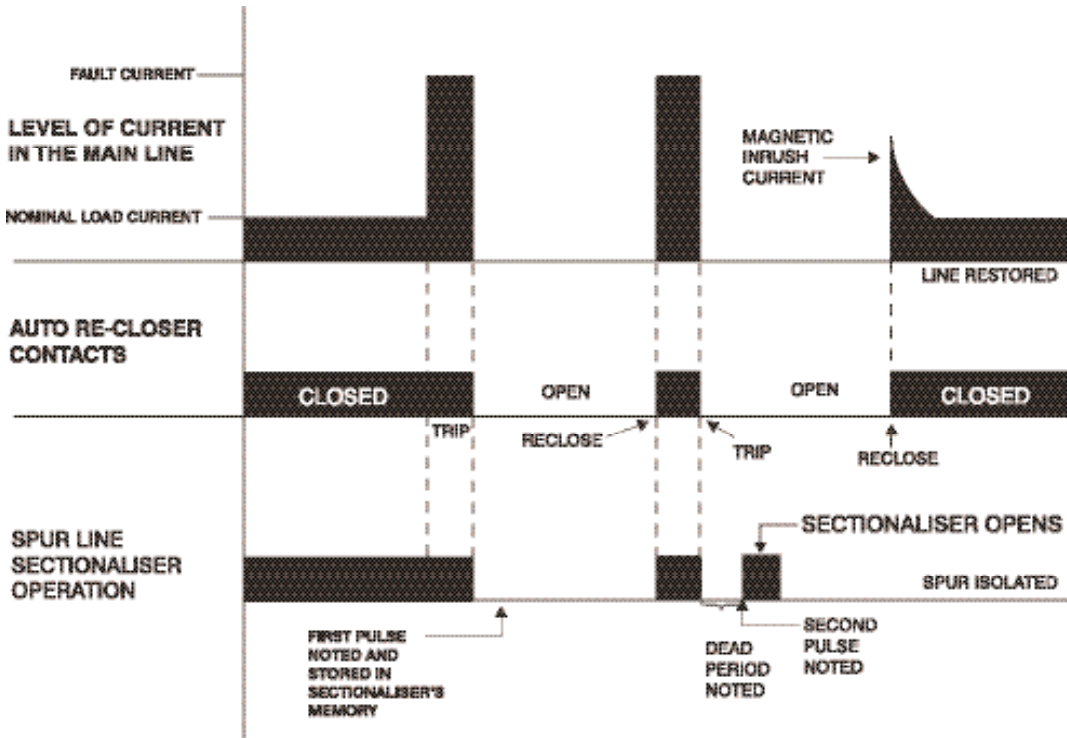 FAULT CURRENT
LEVEL OF CURRENT
IN THE MAIN LINE
MAGNETIC
INRUSH
CURRENT
NOMINAL LOAD CURRENT
LINE RESTORED
AUTO RE-CLOSER
CONTACTS
CLOSED
OPEN
OPEN
CLOSED
TRIP
RECLOSE
TRIP
RECLOSE
SPUR LINE
SECTIONALISER
OPERATION
SECTIONALISER OPENS
SPUR ISOLATED
FIRST PULSE
NOTED AND
STORED IN
SECTIONALISER'S
MEMORY
DEAD
PERIOD
NOTED
SECOND
PULSE
NOTED